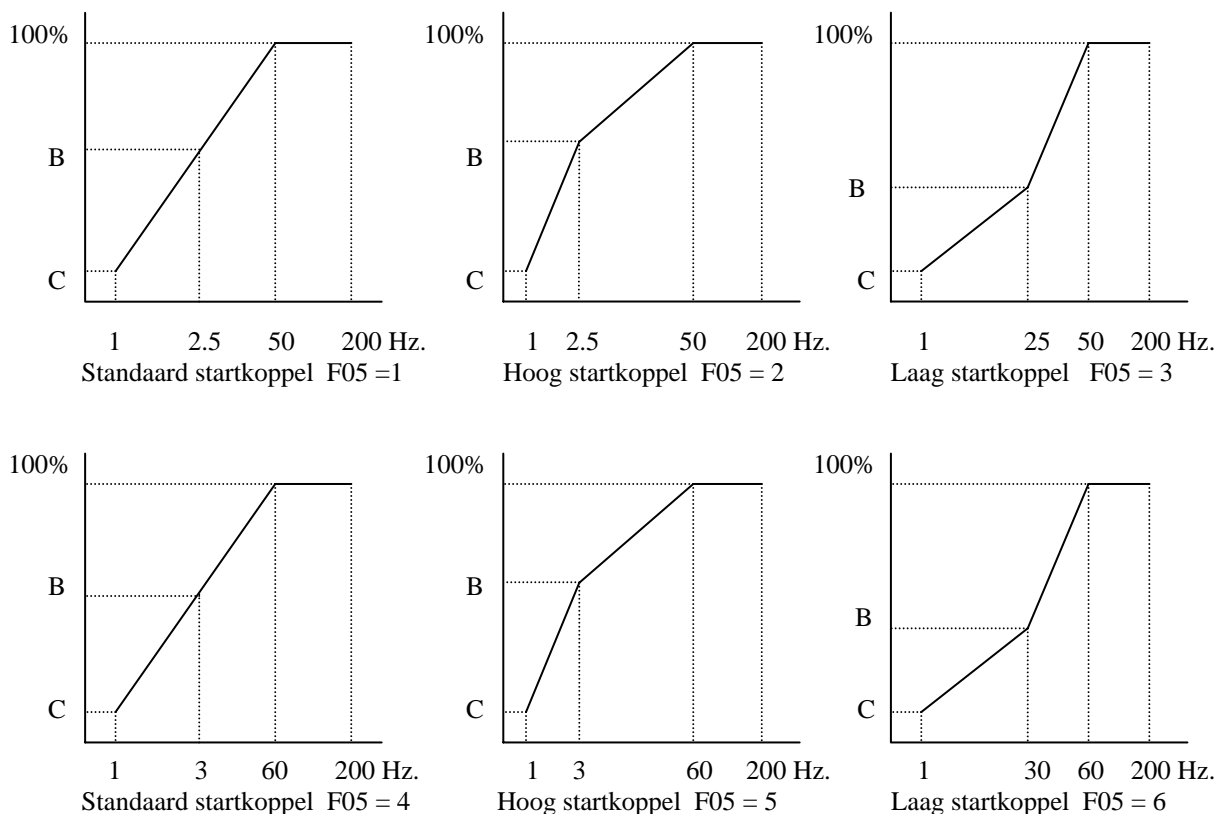 100% 100% 100%
B B B
C C C
1 2.5 50 200 Hz. 1 2.5 50 200 Hz. 1 25 50 200 Hz.
Standaard startkoppel F05 =1 Hoog startkoppel F05 = 2 Laag startkoppel F05 = 3
100% 100% 100%
B B B
C C C
1 3 60 200 Hz. 1 3 60 200 Hz. 1 30 60 200 Hz.
Standaard startkoppel F05 = 4 Hoog startkoppel F05 = 5 Laag startkoppel F05 = 6